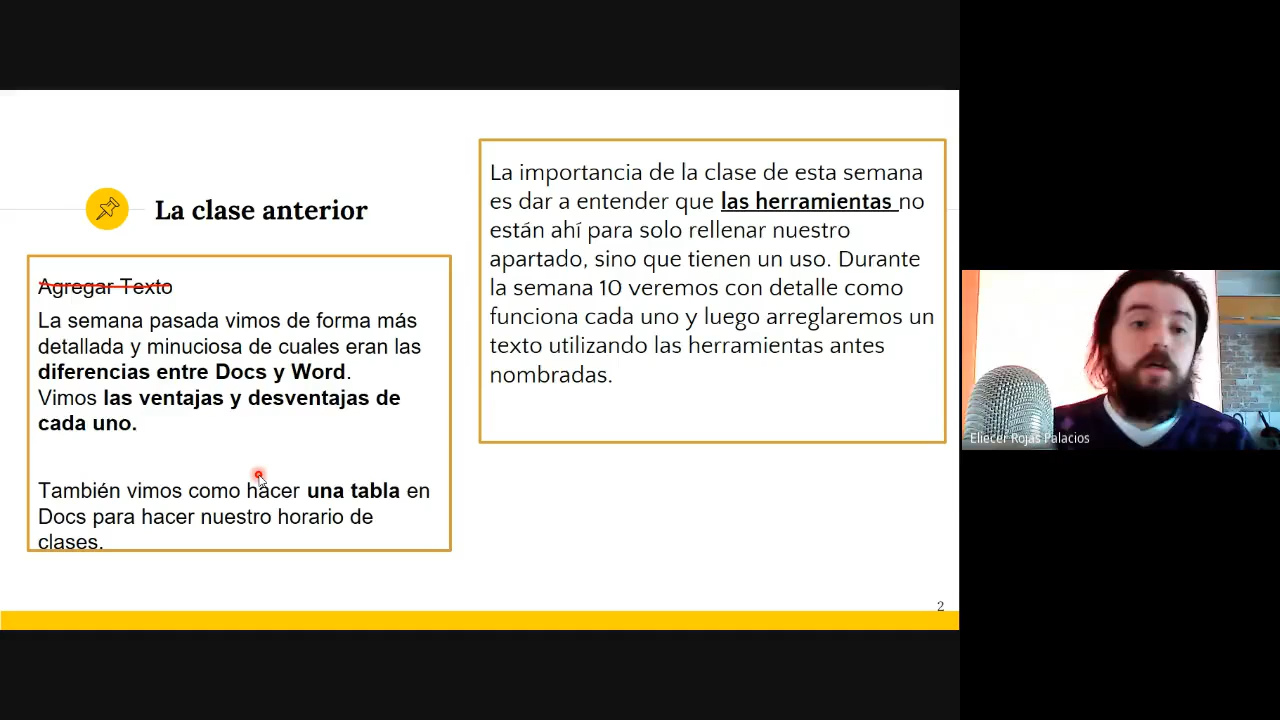 La clase anterior
Agregar Texto
La semana pasada vimos de forma más
detallada y minuciosa de cuales eran las
diferencias entre Docs y Word.
Vimos las ventajas y desventajas de
cada uno.
También vimos como hacer una tabla en
Docs para hacer nuestro horario de
clases.
La importancia de la clase de esta semana
es dar a entender que las herramientas no
están ahí para solo rellenar nuestro
apartado, sino que tienen un uso. Durante
la semana 10 veremos con detalle como
funciona cada uno y luego arreglaremos un
texto utilizando las herramientas antes
nombradas.
2
Eliecer Rojas Palacios